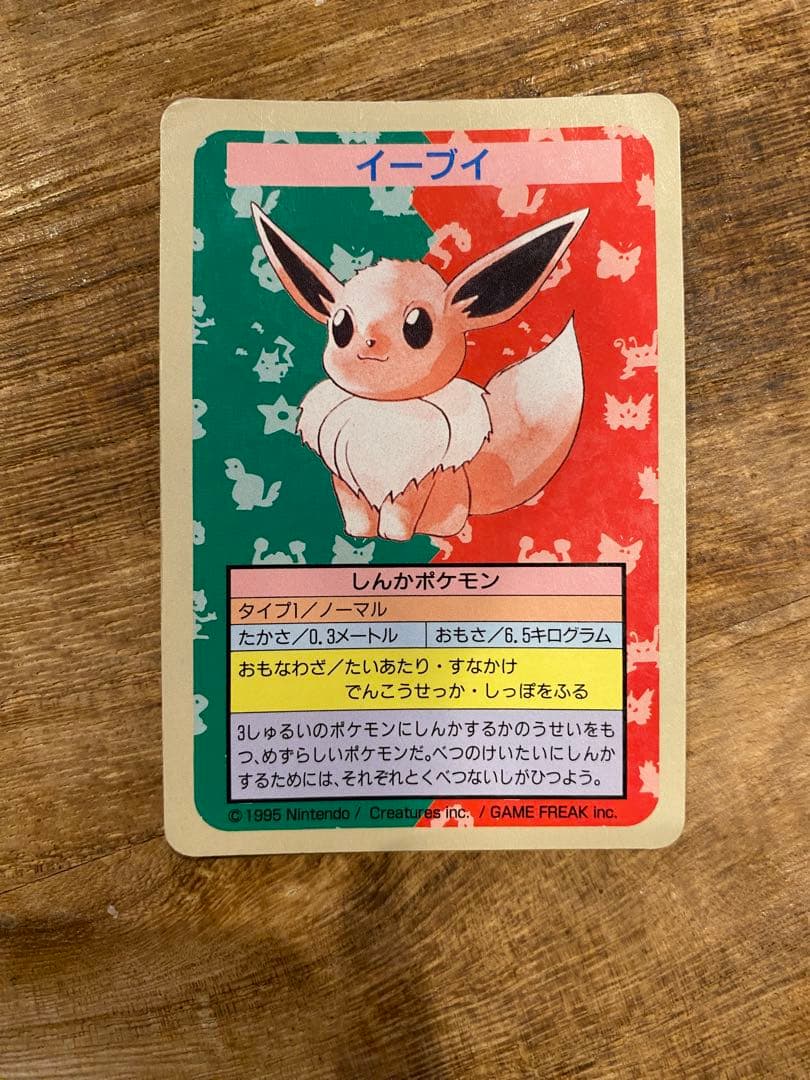 イーブイ
しんかポケモン
タイプ1/ノーマル
たかさ/0.3メートル おもさ/6.5キログラム
おもなわざ/たいあたり・すなかけ
でんこうせっか・しっぽをふる
3しゅるいのポケモンにしんかするかのうせいをも
つ、めずらしいポケモンだ。べつのけいたいにしんか
するためには、それぞれとくべつないしがひつよう。
©1995 Nintendo / Creatures inc. / GAME FREAK inc.